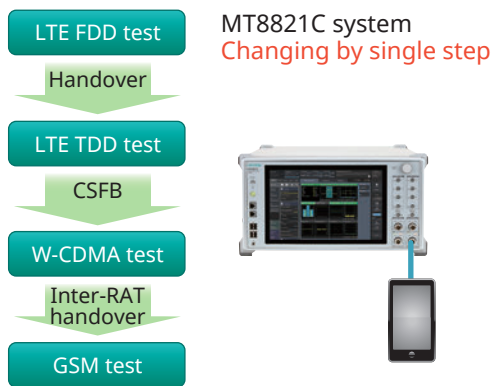 LTE FDD test
Handover
LTE TDD test
CSFB
W-CDMA test
Inter-RAT
handover
GSM test
MT8821C system
Changing by single step